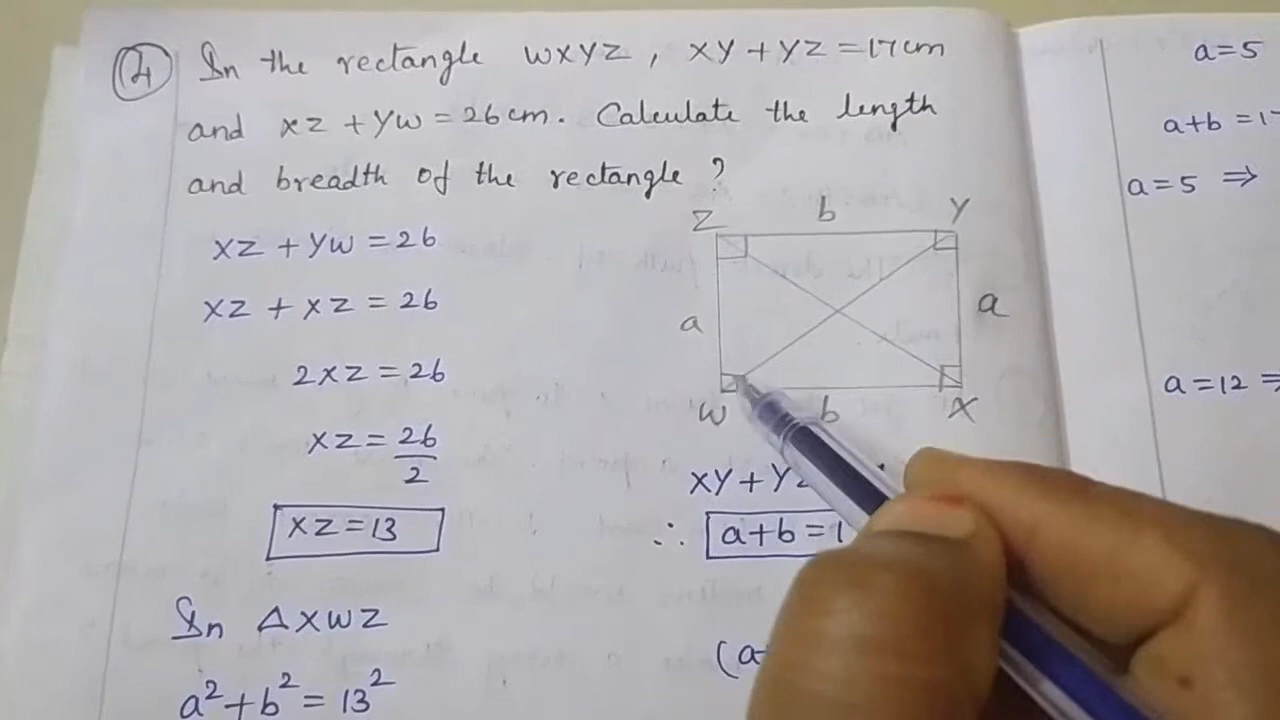 4
In the rectangle WXYZ, XY+YZ=17cm
and XZ+YW=26cm. Calculate the length
and breadth of the rectangle?
XZ+YW=26
XZ+XZ=26
2XZ=26
XZ=26/2
XZ=13
In ΔXWZ
a²+b²=13²
Z b Y
a a
W b X
XY+YZ
∴ a+b=1
(a
a=5
a+b=1
a=5 ⇒
a=12 ⇒